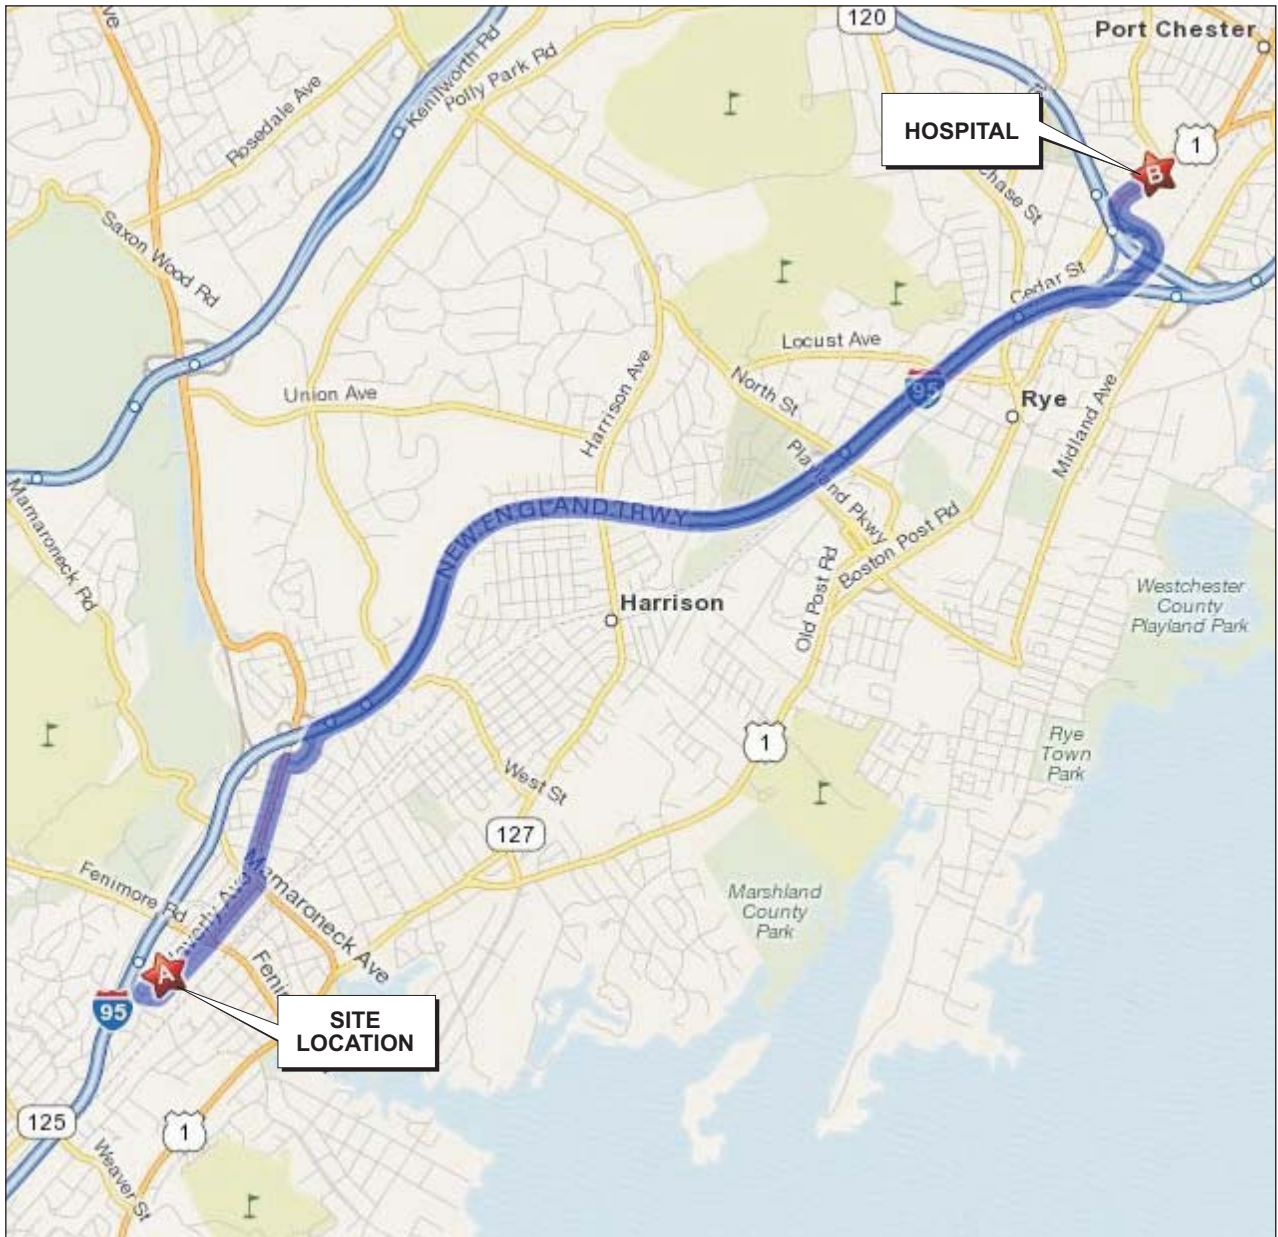 Ave
120
Port Chester
Kenilworth Rd
Polly Park Rd
Rosedale Ave
HOSPITAL
1
B
Chase St
Saxon Wood Rd
Cedar St
Locust Ave
Union Ave
Harrison Ave
North St
95
Rye
Midland Ave
Playland Pkwy
Mamaroneck Rd
NEW ENGLAND TRWY
Boston Post Rd
Old Post Rd
Harrison
Westchester
County
Playland Park
1
Rye
Town
Park
West St
127
Mamaroneck Ave
Fenimore Rd
Marshland
County
Park
A
95
SITE
LOCATION
125
1
Weaver St